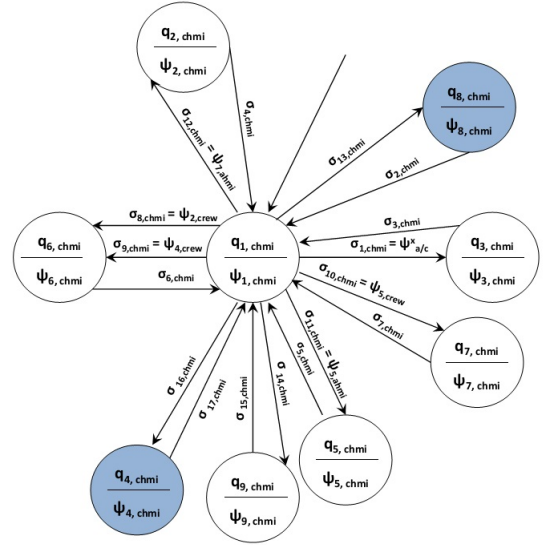 q2, chmi
ψ2, chmi
q8, chmi
ψ8, chmi
σ4,chmi
σ12,chmi = ψ7,ahmi
σ13,chmi
σ2,chmi
σ8,chmi = ψ2,crew
σ9,chmi = ψ4,crew
σ6,chmi
q6, chmi
ψ6, chmi
q1, chmi
ψ1, chmi
σ3,chmi
σ1,chmi = ψxa/c
q3, chmi
ψ3, chmi
σ10,chmi = ψ5,crew
σ7,chmi
q7, chmi
ψ7, chmi
σ11,chmi = ψ5,ahmi
σ5,chmi
σ14,chmi
σ15,chmi
σ16,chmi
σ17,chmi
q5, chmi
ψ5, chmi
q4, chmi
ψ4, chmi
q9, chmi
ψ9, chmi